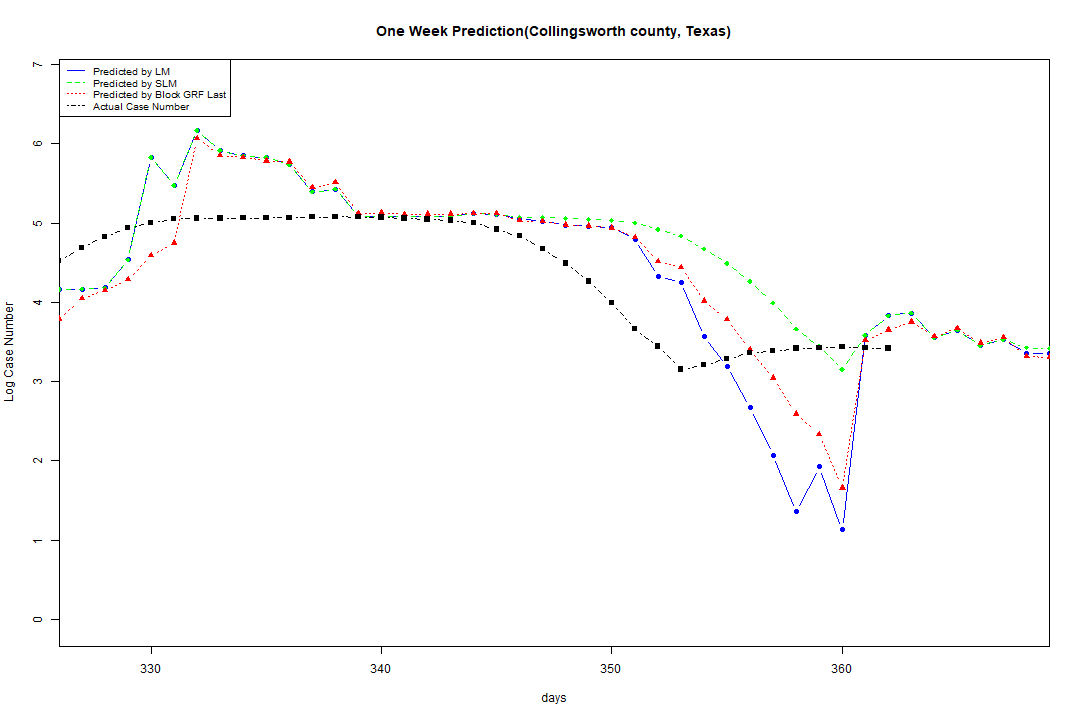 One Week Prediction(Collingsworth county, Texas)
Predicted by LM
Predicted by SLM
Predicted by Block GRF Last
Actual Case Number
7
6
5
4
3
2
1
0
Log Case Number
330 340 350 360
days